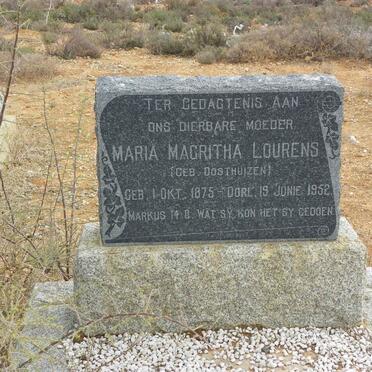 TER GEDAGTENIS AAN
ONS DIERBARE MOEDER
MARIA MAGRITHA LOURENS
(GEB. OOSTHUIZEN)
GEB. 1 OKT. 1875 - OORL. 19 JUNIE 1952
MARKUS 14:8. WAT SY KON HET SY GEDOEN